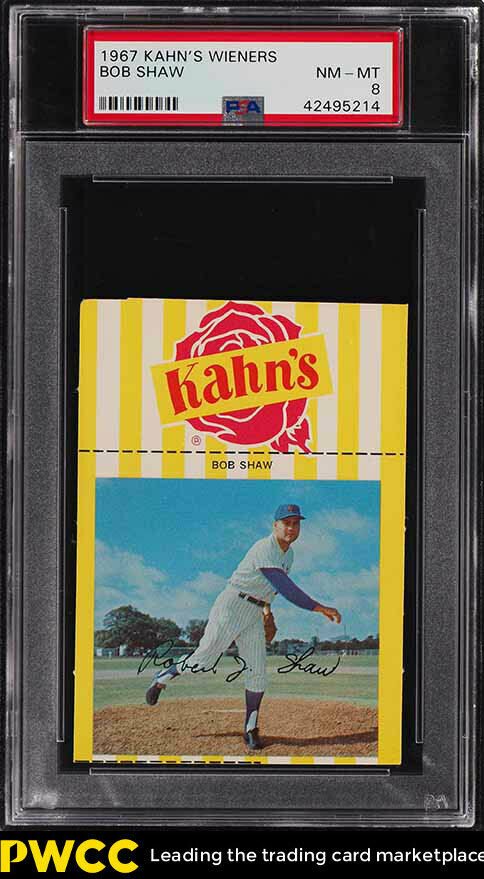 1967 KAHN'S WIENERS
BOB SHAW NM - MT
8
PSA 42495214
Kahn's
®
BOB SHAW
Robert J. Shaw
PWCC Leading the trading card marketplace